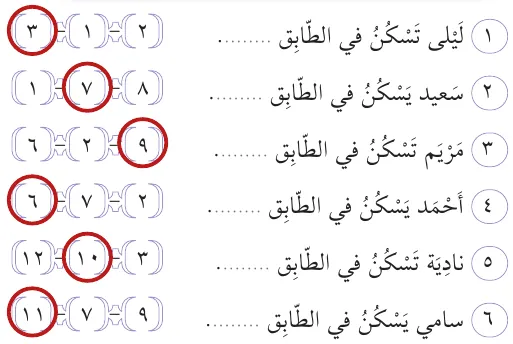 ١ لَيْلى تَسْكُنُ في الطّابِق ......... . (٢) – (١) – (٣)
٢ سَعيد يَسْكُنُ في الطّابِق ......... . (٨) – (٧) – (١)
٣ مَرْيَم تَسْكُنُ في الطّابِق ......... . (٩) – (٢) – (٦)
٤ أَحْمَد يَسْكُنُ في الطّابِق ......... . (٢) – (٧) – (٦)
٥ نادِيَة تَسْكُنُ في الطّابِق ......... . (٣) – (١٠) – (١٢)
٦ سامي يَسْكُنُ في الطّابِق ......... . (٩) – (٧) – (١١)